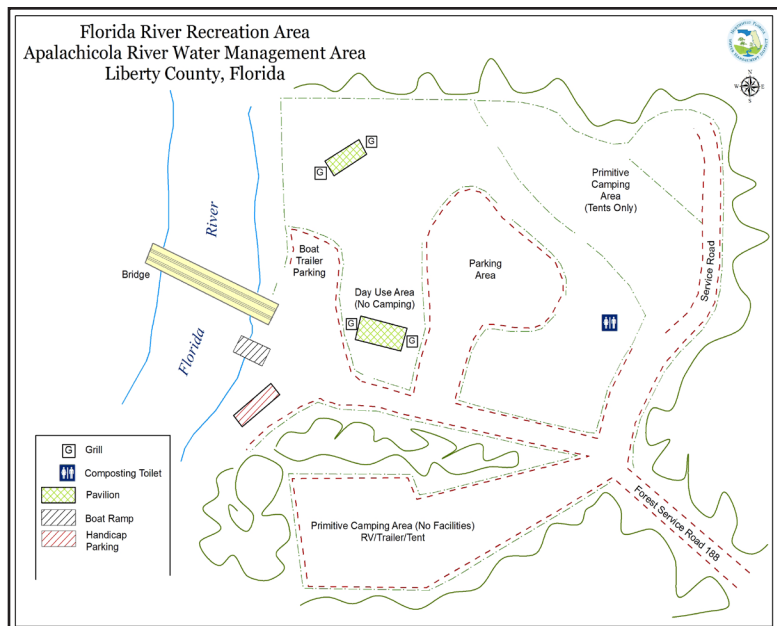 Florida River Recreation Area
Apalachicola River Water Management Area
Liberty County, Florida
N
W
E
S
G
G
Primitive
Camping
Area
(Tents Only)
River
Boat
Trailer
Parking
Parking
Area
Service Road
Bridge
Day Use Area
(No Camping)
G
G
Florida
G Grill
Composting Toilet
Pavilion
Boat Ramp
Handicap
Parking
Primitive Camping Area (No Facilities)
RV/Trailer/Tent
Forest Service Road 188